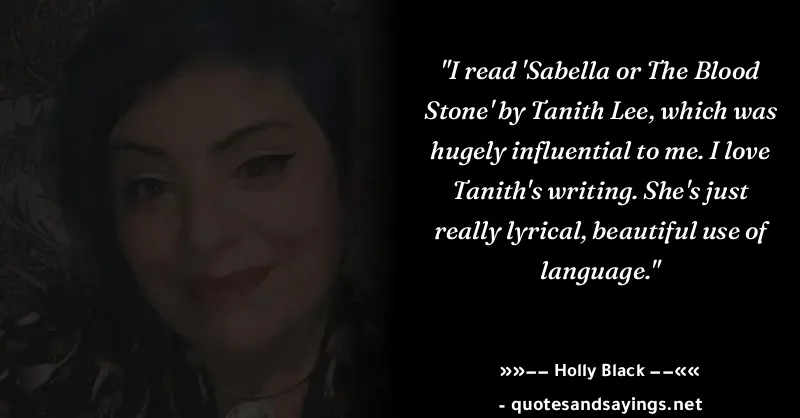 "I read 'Sabella or The Blood
Stone' by Tanith Lee, which was
hugely influential to me. I love
Tanith's writing. She's just
really lyrical, beautiful use of
language."
»»−− Holly Black −−««
- quotesandsayings.net